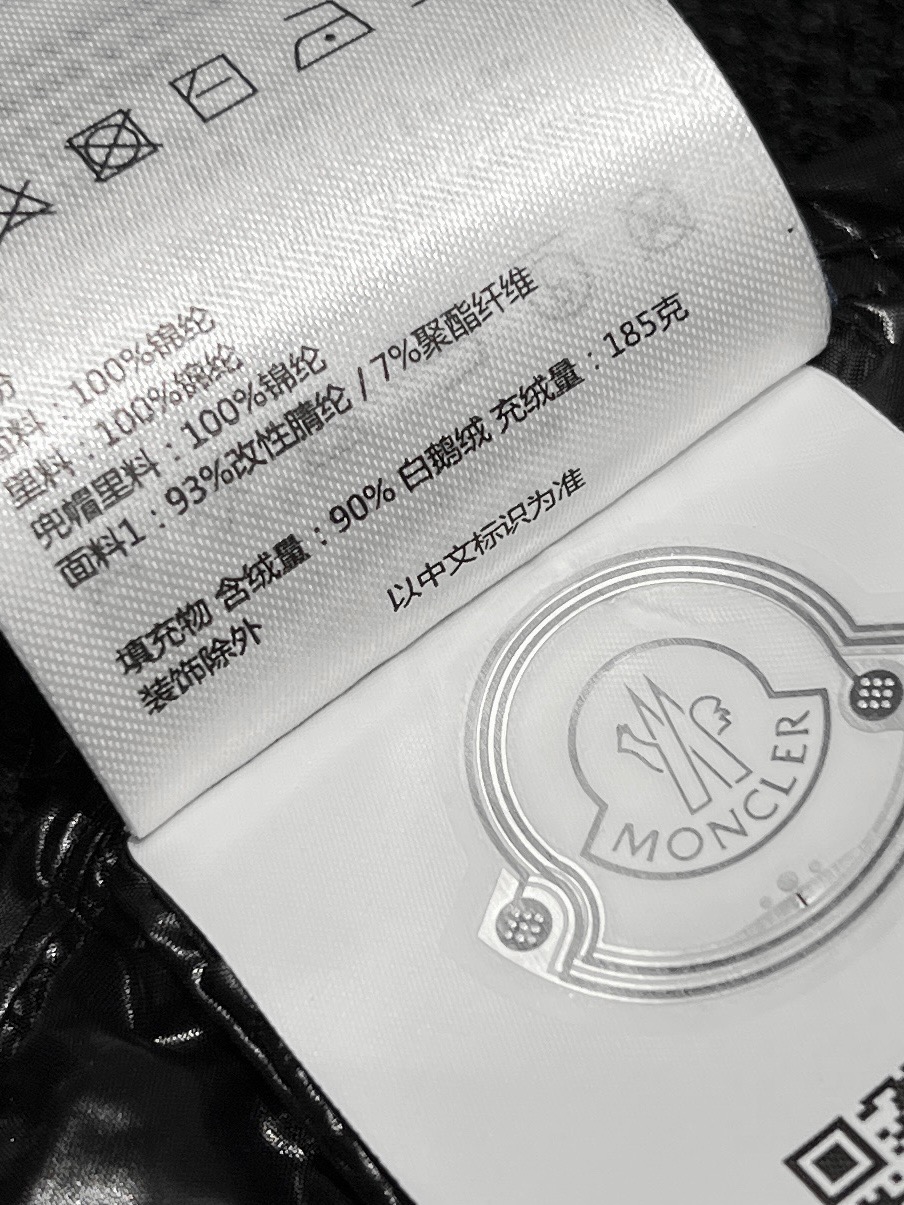 面料：100%锦纶
里料：100%锦纶
兜帽里料：100%锦纶
面料1：93%改性腈纶 / 7%聚酯纤维
填充物 含绒量：90% 白鹅绒 充绒量：185克
装饰除外
以中文标识为准
MONCLER